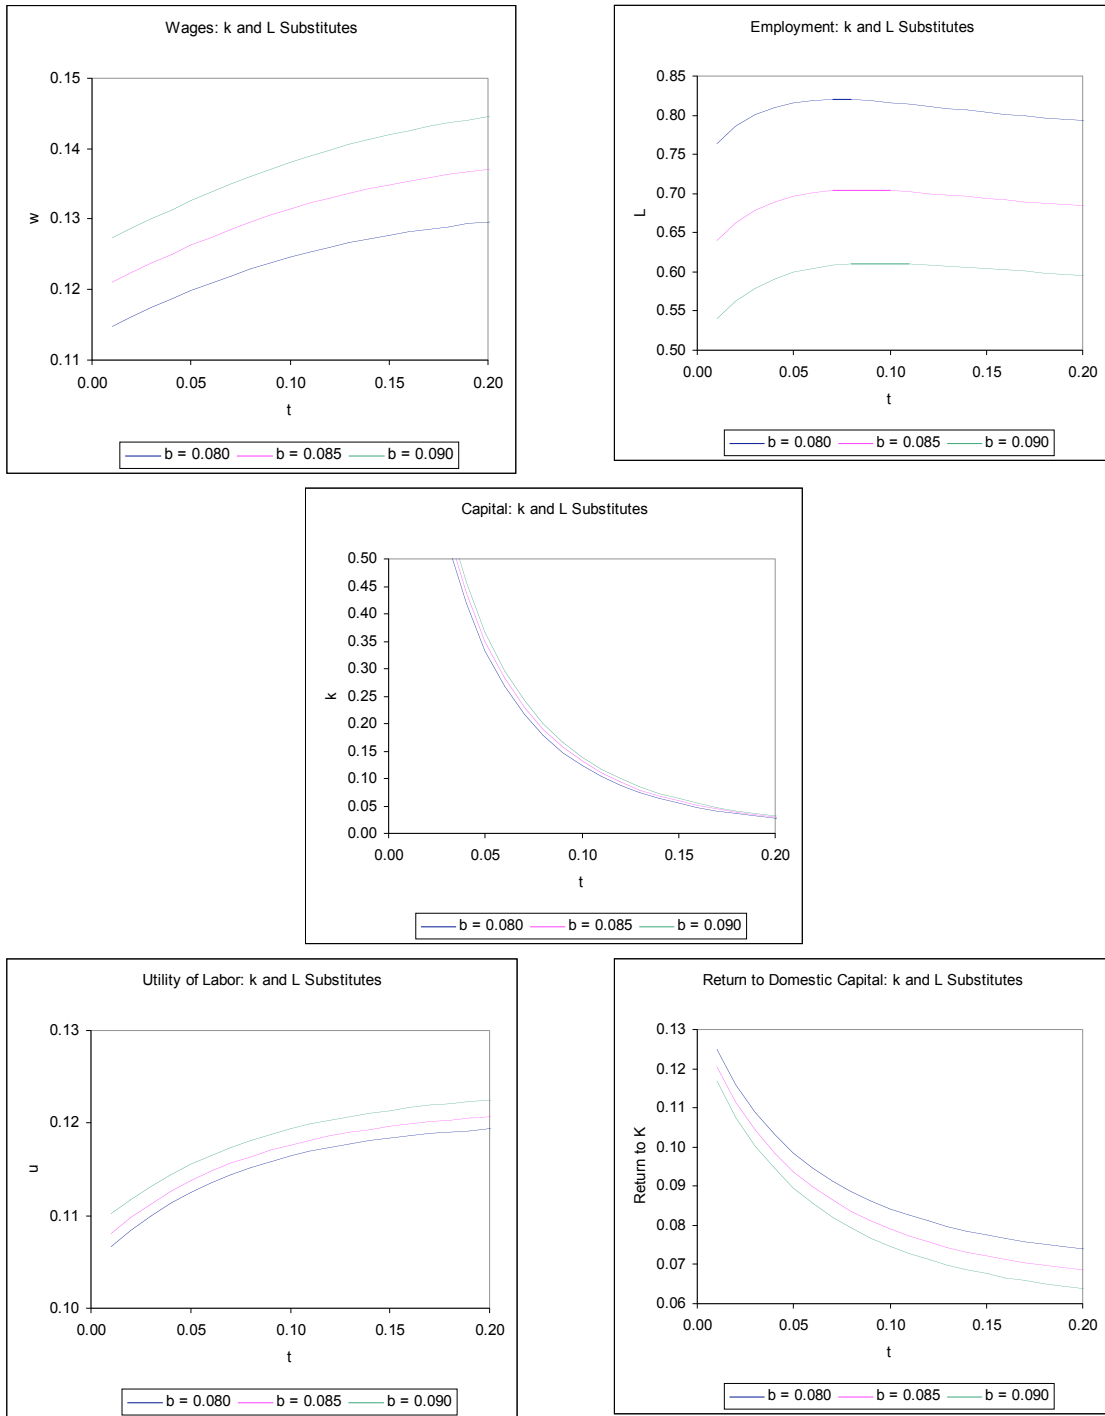 Wages: k and L Substitutes
0.15
0.14
0.13
0.12
0.11
w
0.00 0.05 0.10 0.15 0.20
t
b = 0.080 b = 0.085 b = 0.090
Employment: k and L Substitutes
0.85
0.80
0.75
0.70
0.65
0.60
0.55
0.50
L
0.00 0.05 0.10 0.15 0.20
t
b = 0.080 b = 0.085 b = 0.090
Capital: k and L Substitutes
0.50
0.45
0.40
0.35
0.30
0.25
0.20
0.15
0.10
0.05
0.00
k
0.00 0.05 0.10 0.15 0.20
t
b = 0.080 b = 0.085 b = 0.090
Utility of Labor: k and L Substitutes
0.13
0.12
0.11
0.10
u
0.00 0.05 0.10 0.15 0.20
t
b = 0.080 b = 0.085 b = 0.090
Return to Domestic Capital: k and L Substitutes
0.13
0.12
0.11
0.10
0.09
0.08
0.07
0.06
Return to K
0.00 0.05 0.10 0.15 0.20
t
b = 0.080 b = 0.085 b = 0.090